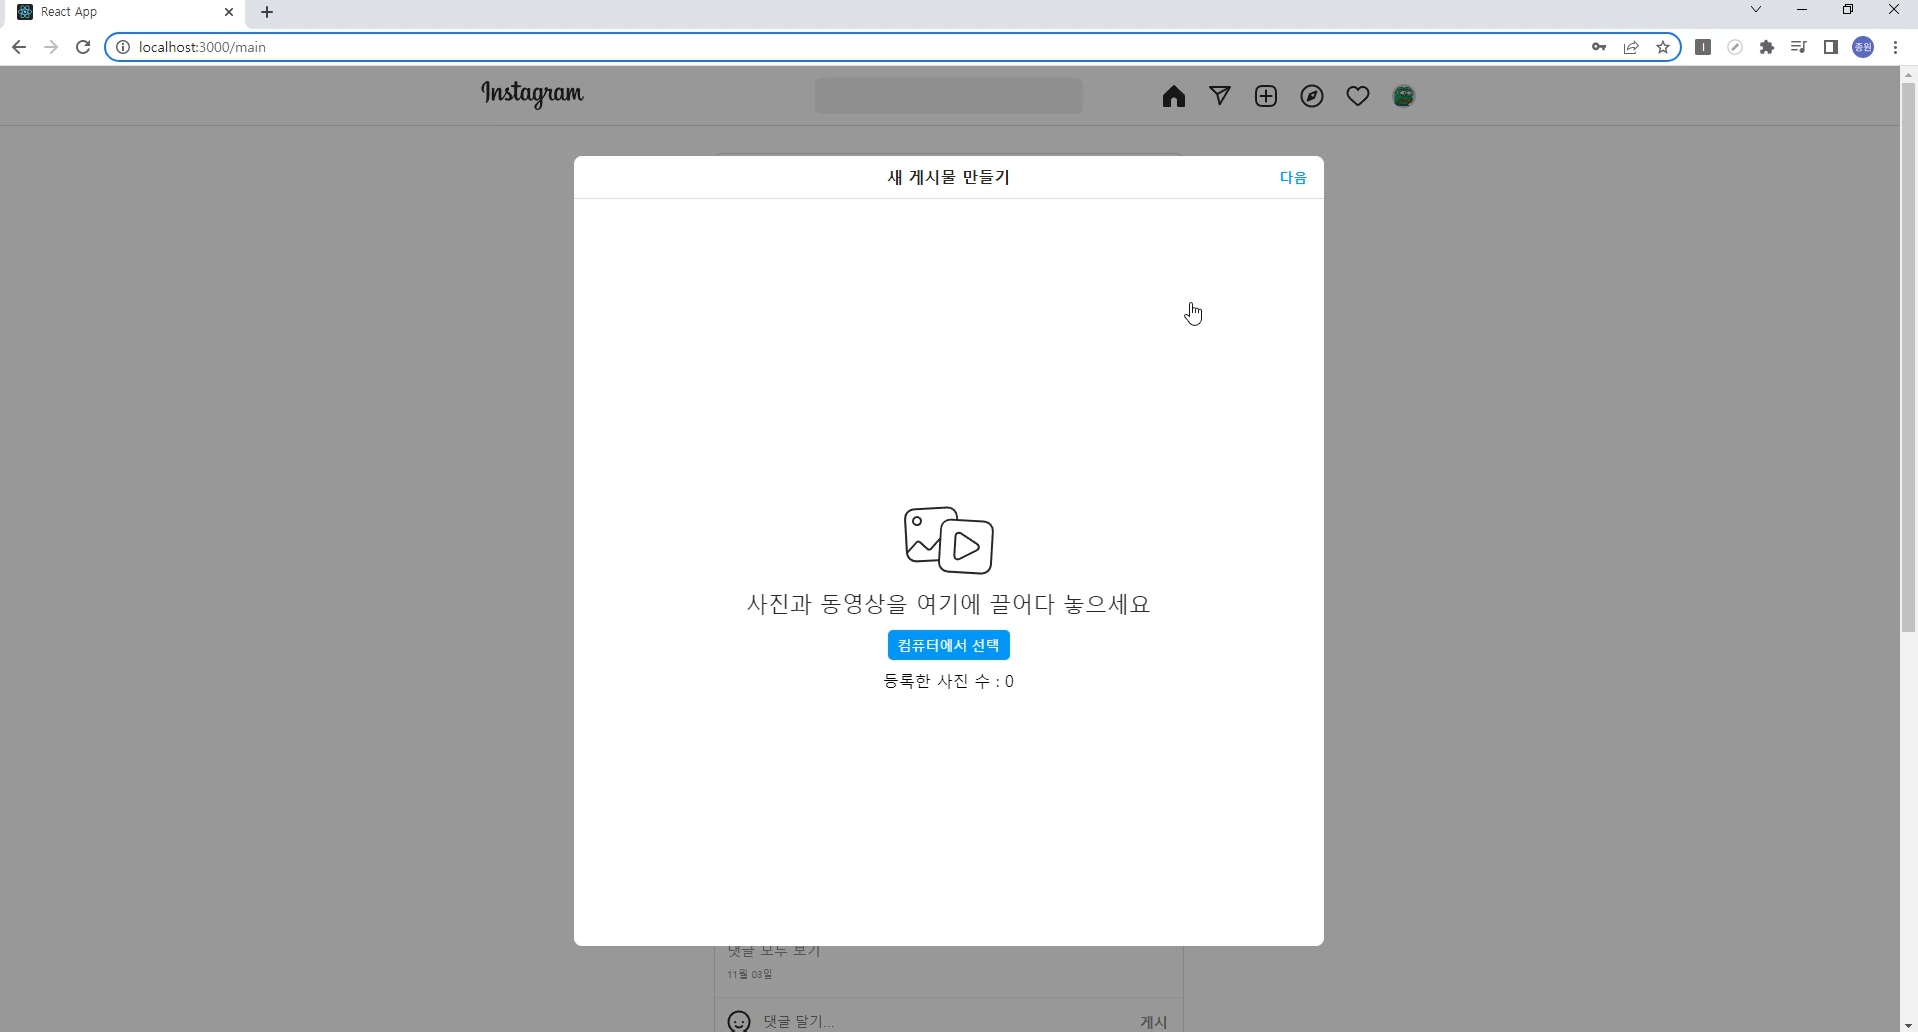 React App
localhost:3000/main
종원
Instagram
새 게시물 만들기
다음
사진과 동영상을 여기에 끌어다 놓으세요
컴퓨터에서 선택
등록한 사진 수 : 0
댓글 모두 보기
11월 03일
댓글 달기...
게시